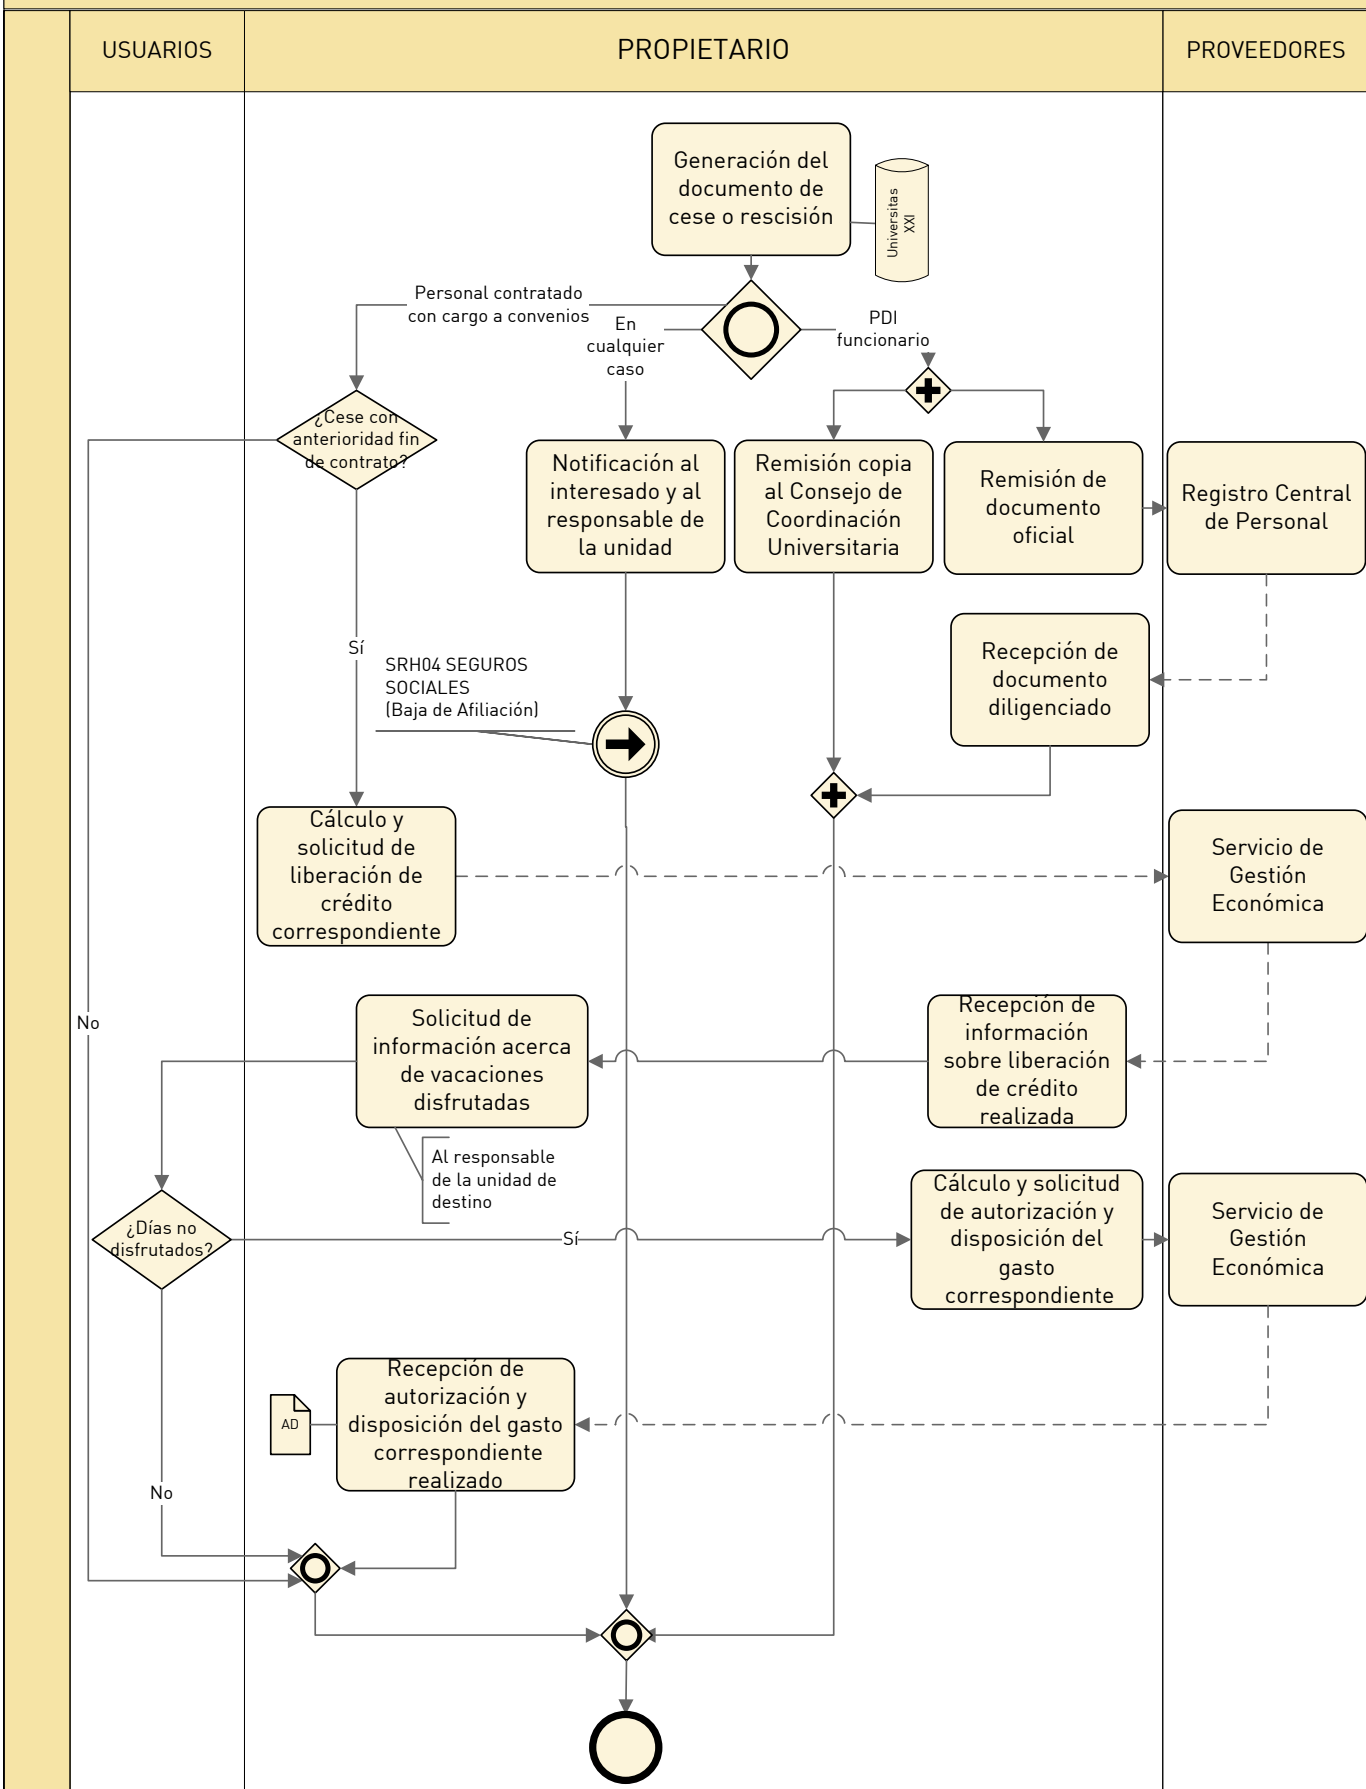 USUARIOS
PROPIETARIO
PROVEEDORES
Generación del
documento de
cese o rescisión
Universitas
XXI
Personal contratado
con cargo a convenios
En
cualquier
caso
PDI
funcionario
¿Cese con
anterioridad fin
de contrato?
Notificación al
interesado y al
responsable de
la unidad
Remisión copia
al Consejo de
Coordinación
Universitaria
Remisión de
documento
oficial
Registro Central
de Personal
Sí
SRH04 SEGUROS
SOCIALES
(Baja de Afiliación)
Recepción de
documento
diligenciado
Cálculo y
solicitud de
liberación de
crédito
correspondiente
Servicio de
Gestión
Económica
No
Solicitud de
información acerca
de vacaciones
disfrutadas
Recepción de
información
sobre liberación
de crédito
realizada
Al responsable
de la unidad de
destino
¿Días no
disfrutados?
Sí
Cálculo y solicitud
de autorización y
disposición del
gasto
correspondiente
Servicio de
Gestión
Económica
AD
Recepción de
autorización y
disposición del gasto
correspondiente
realizado
No